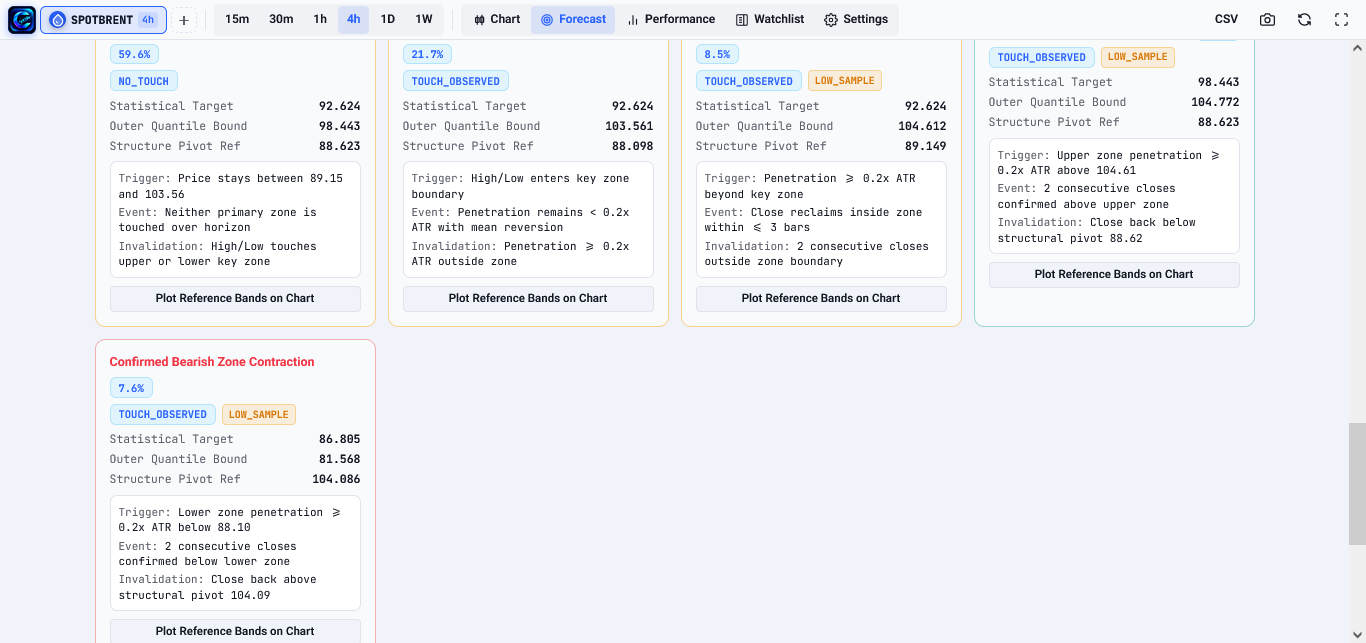 SPOTBRENT 4h + 15m 30m 1h 4h 1D 1W Chart Forecast Performance Watchlist Settings CSV
59.6%
NO_TOUCH
Statistical Target 92.624
Outer Quantile Bound 98.443
Structure Pivot Ref 88.623
Trigger: Price stays between 89.15
and 103.56
Event: Neither primary zone is
touched over horizon
Invalidation: High/Low touches
upper or lower key zone
Plot Reference Bands on Chart
21.7%
TOUCH_OBSERVED
Statistical Target 92.624
Outer Quantile Bound 103.561
Structure Pivot Ref 88.098
Trigger: High/Low enters key zone
boundary
Event: Penetration remains < 0.2x
ATR with mean reversion
Invalidation: Penetration ≥ 0.2x
ATR outside zone
Plot Reference Bands on Chart
8.5%
TOUCH_OBSERVED LOW_SAMPLE
Statistical Target 92.624
Outer Quantile Bound 104.612
Structure Pivot Ref 89.149
Trigger: Penetration ≥ 0.2x ATR
beyond key zone
Event: Close reclaims inside zone
within ≤ 3 bars
Invalidation: 2 consecutive closes
outside zone boundary
Plot Reference Bands on Chart
TOUCH_OBSERVED LOW_SAMPLE
Statistical Target 98.443
Outer Quantile Bound 104.772
Structure Pivot Ref 88.623
Trigger: Upper zone penetration ≥
0.2x ATR above 104.61
Event: 2 consecutive closes
confirmed above upper zone
Invalidation: Close back below
structural pivot 88.62
Plot Reference Bands on Chart
Confirmed Bearish Zone Contraction
7.6%
TOUCH_OBSERVED LOW_SAMPLE
Statistical Target 86.805
Outer Quantile Bound 81.568
Structure Pivot Ref 104.086
Trigger: Lower zone penetration ≥
0.2x ATR below 88.10
Event: 2 consecutive closes
confirmed below lower zone
Invalidation: Close back above
structural pivot 104.09
Plot Reference Bands on Chart